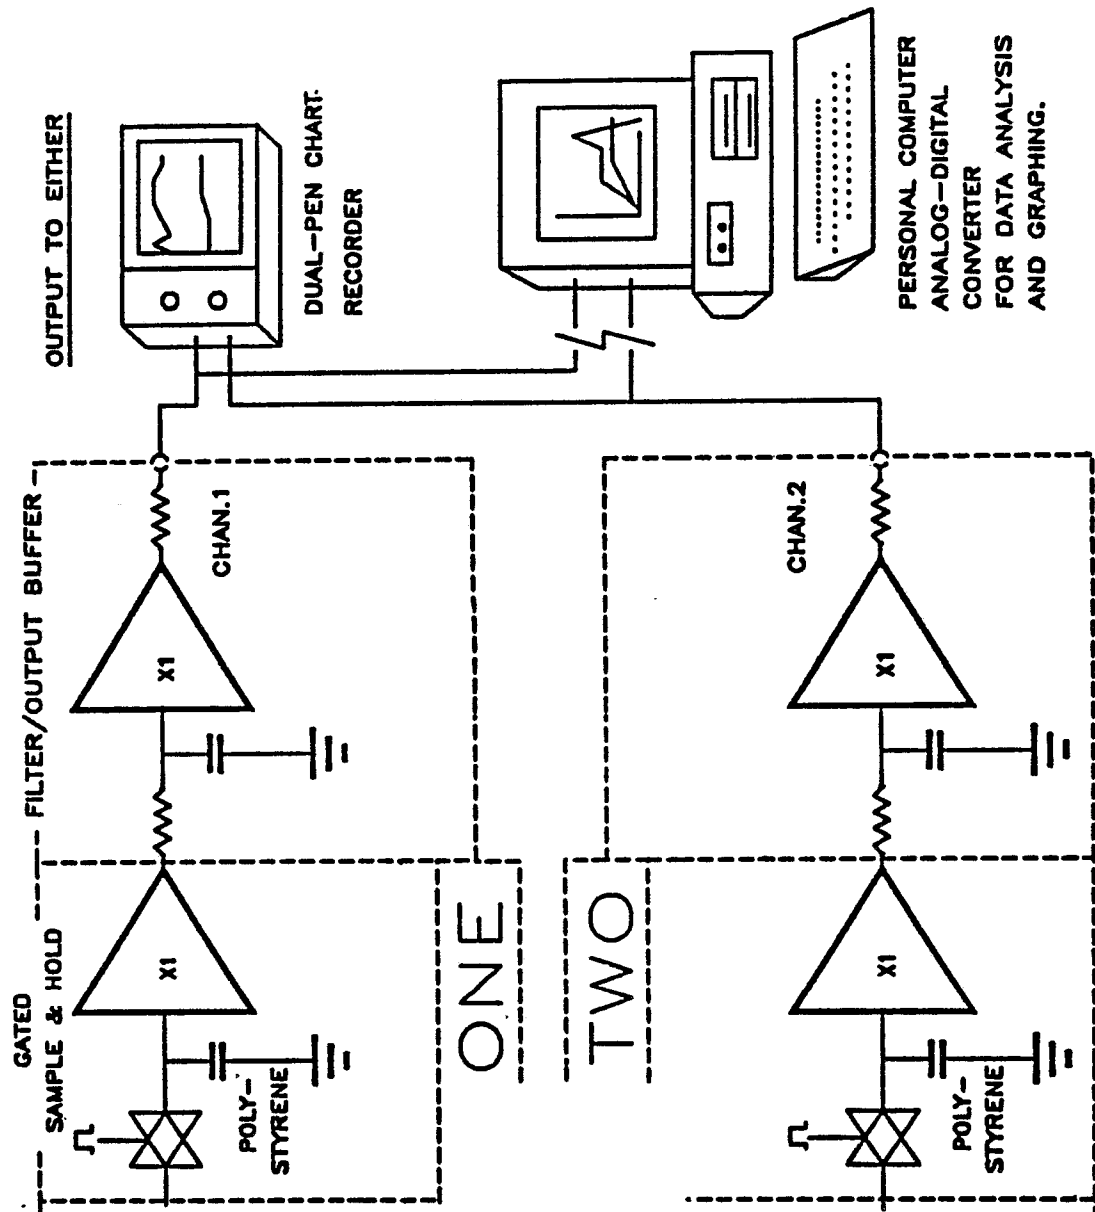 GATED
SAMPLE & HOLD
FILTER/OUTPUT BUFFER
OUTPUT TO EITHER
X1
X1
POLY-
STYRENE
CHAN.1
DUAL-PEN CHART.
RECORDER
ONE
TWO
X1
X1
POLY-
STYRENE
CHAN.2
PERSONAL COMPUTER
ANALOG-DIGITAL
CONVERTER
FOR DATA ANALYSIS
AND GRAPHING.